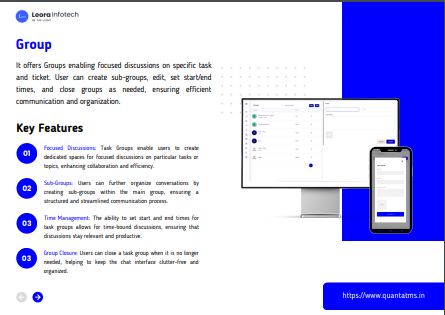 Leora Infotech
Group
It offers Groups enabling focused discussions on specific task
and ticket. User can create sub-groups, edit, set start/end
times, and close groups as needed, ensuring efficient
communication and organization.
Key Features
01
Focused Discussions: Task Groups enable users to create
dedicated spaces for focused discussions on particular tasks or
topics, enhancing collaboration and efficiency.
02
Sub-Groups: Users can further organize conversations by
creating sub-groups within the main group, ensuring a
structured and streamlined communication process.
03
Time Management: The ability to set start and end times for
task groups allows for time-bound discussions, ensuring that
discussions stay relevant and productive.
03
Group Closure: Users can close a task group when it is no longer
needed, helping to keep the chat interface clutter-free and
organized.
https://www.quantatms.in